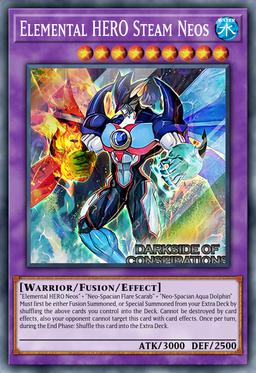 Elemental HERO Steam Neos
WATER
水
DARKSIDE OF
CONSPIRATIONS
[Warrior/Fusion/Effect]
"Elemental HERO Neos" + "Neo-Spacian Flare Scarab" + "Neo-Spacian Aqua Dolphin"
Must first be either Fusion Summoned, or Special Summoned from your Extra Deck by
shuffling the above cards you control into the Deck. Cannot be destroyed by card
effects, also your opponent cannot target this card with card effects. Once per turn,
during the End Phase: Shuffle this card into the Extra Deck.
ATK/3000 DEF/2500